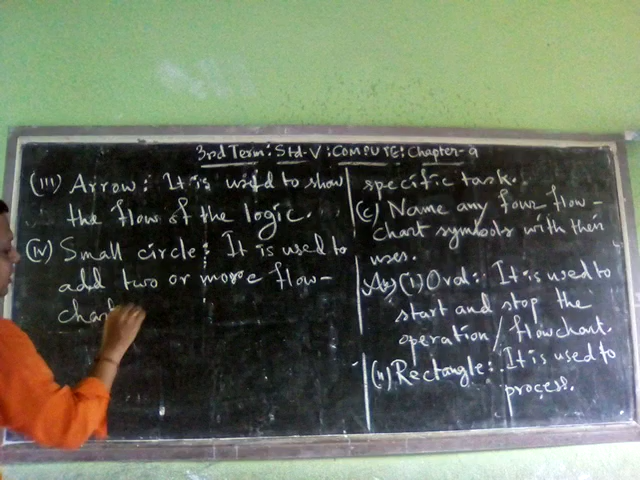 3rd Term: Std-V: COMPUTE: Chapter-9
specific task.
(c) Name any four flow-
chart symbols with their
uses.
As) (i) Oval: It is used to
start and stop the
operation/flowchart.
(ii) Rectangle: It is used to
process.
(III) Arrow: It is used to show
the flow of the logic.
(iv) Small circle: It is used to
add two or more flow-
chart